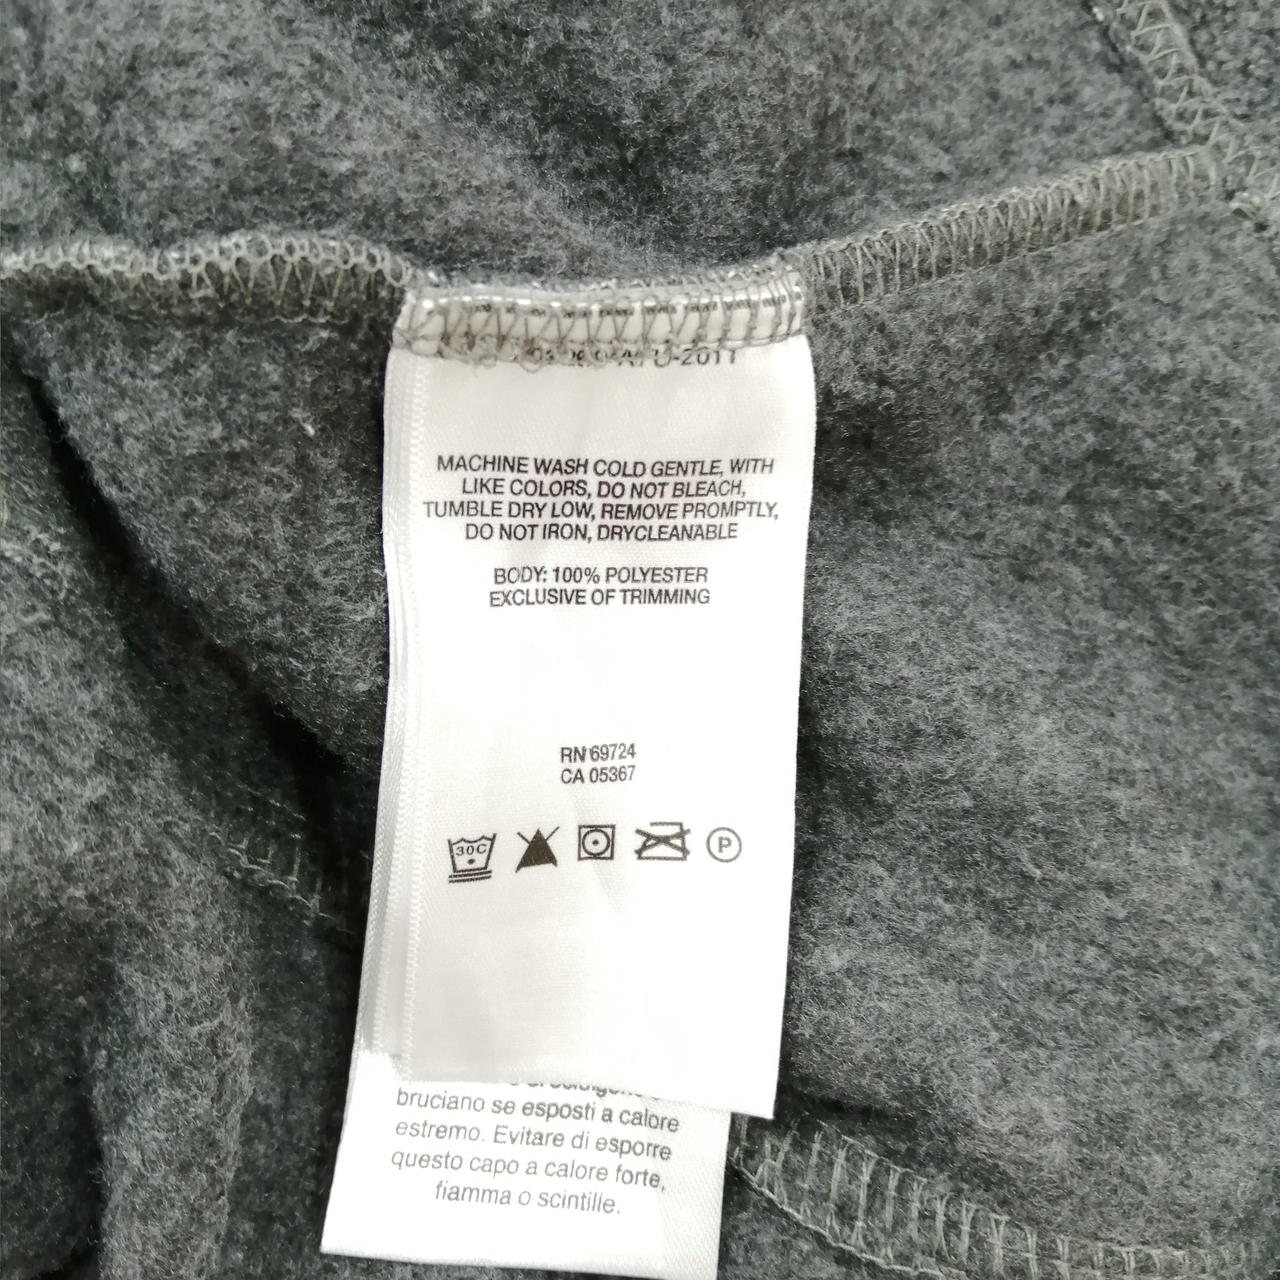 MACHINE WASH COLD GENTLE, WITH
LIKE COLORS, DO NOT BLEACH,
TUMBLE DRY LOW, REMOVE PROMPTLY,
DO NOT IRON, DRYCLEANABLE
BODY: 100% POLYESTER
EXCLUSIVE OF TRIMMING
RN 69724
CA 05367
30C
P
bruciano se esposti a calore
estremo. Evitare di esporre
questo capo a calore forte,
fiamma o scintille.